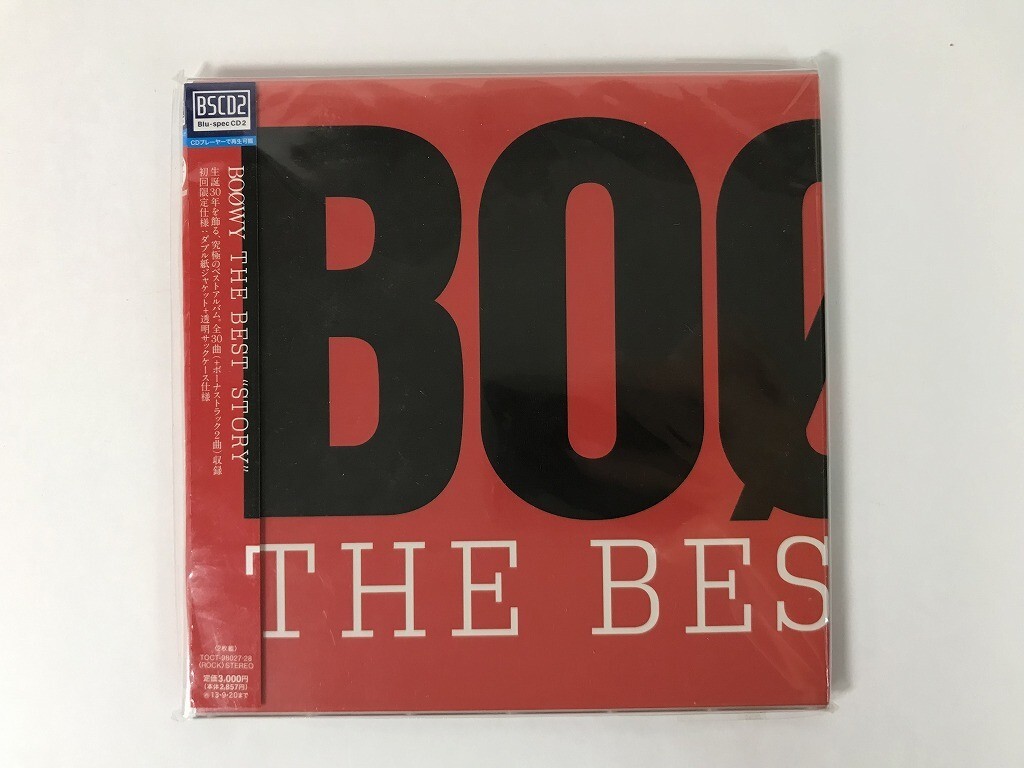 BSCD2
Blu-spec CD2
CDプレーヤーで再生可能
BOØWY THE BEST “STORY”
生誕30年を飾る、究極のベストアルバム。全30曲(+ボーナストラック2曲)収録
初回限定仕様:ダブル紙ジャケット+透明サックケース仕様
〈2枚組〉
TOCT-98027·28
(ROCK) STEREO
定価3,000円
(本体2,857円)
13·9·20まで
BOØ
THE BES